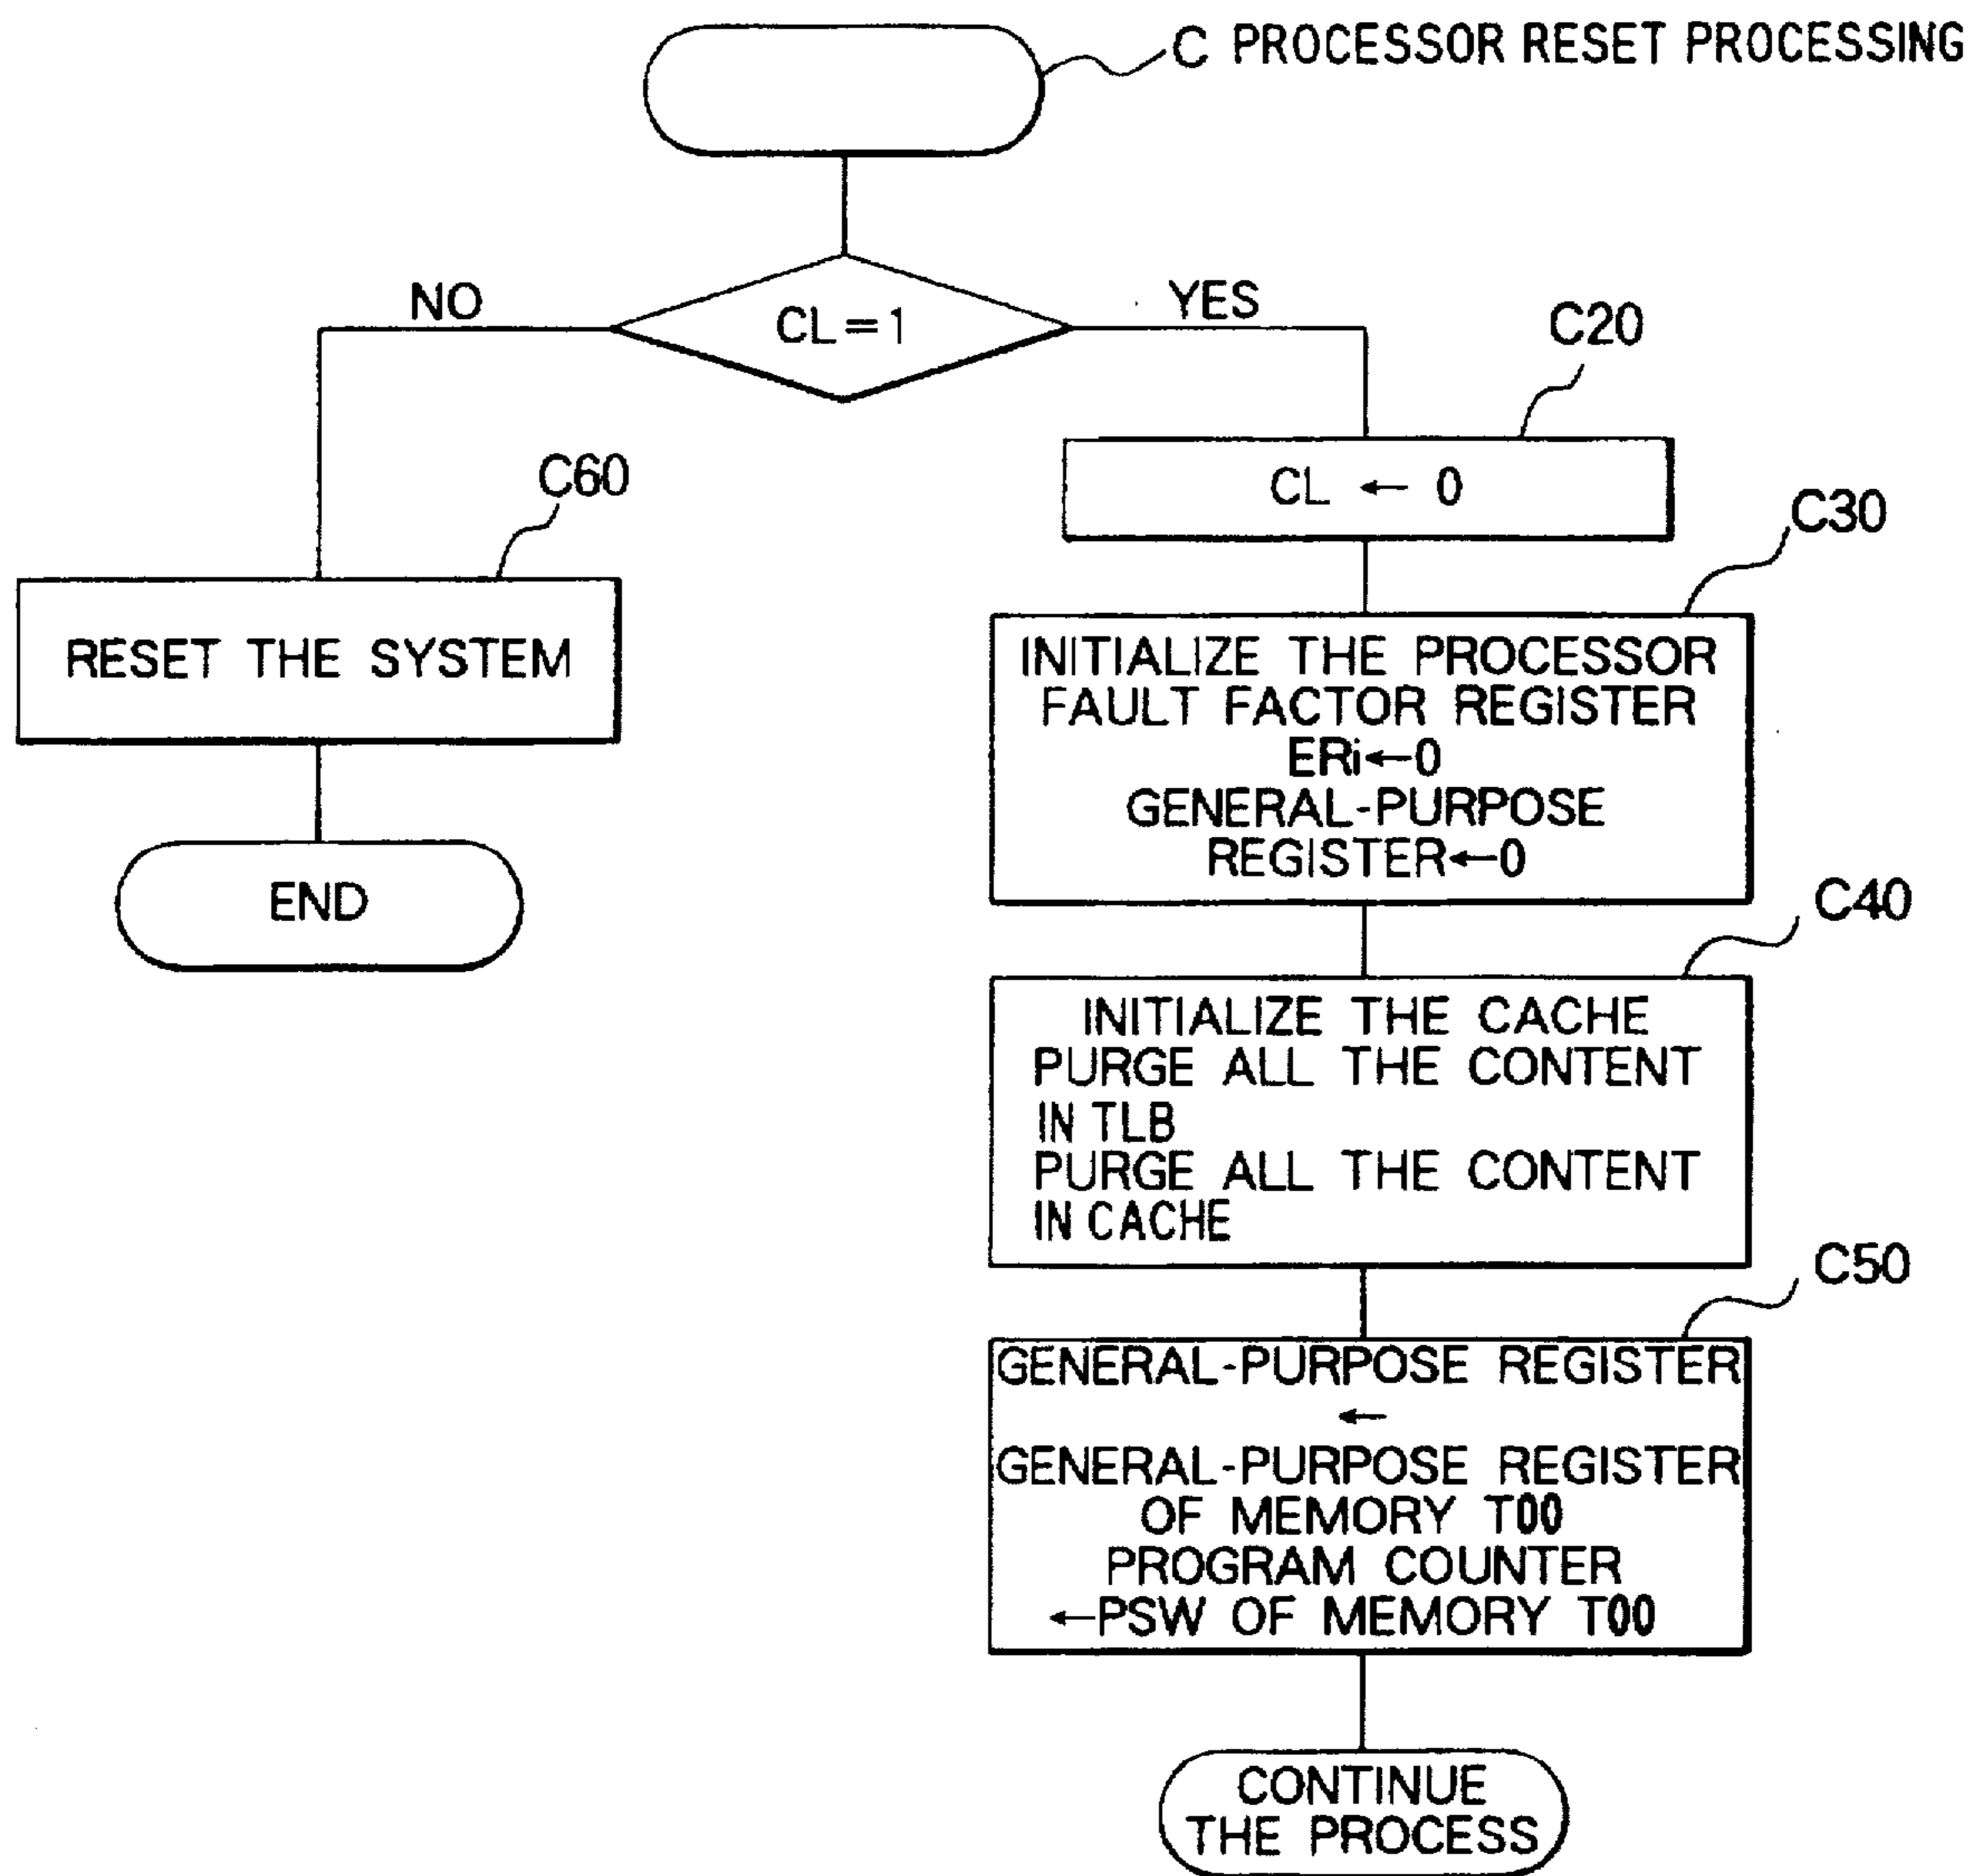 C PROCESSOR RESET PROCESSING
NO
CL=1
YES
C20
CL ← 0
C60
RESET THE SYSTEM
END
C30
INITIALIZE THE PROCESSOR
FAULT FACTOR REGISTER
ERi←0
GENERAL-PURPOSE
REGISTER←0
C40
INITIALIZE THE CACHE
PURGE ALL THE CONTENT
IN TLB
PURGE ALL THE CONTENT
IN CACHE
C50
GENERAL-PURPOSE REGISTER
←
GENERAL-PURPOSE REGISTER
OF MEMORY T00
PROGRAM COUNTER
←PSW OF MEMORY T00
CONTINUE
THE PROCESS